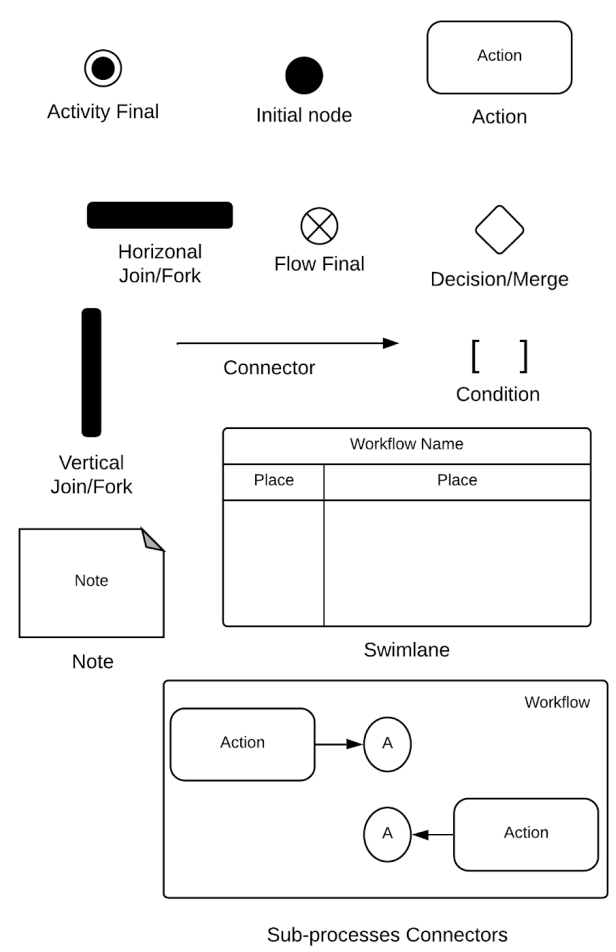 Action
Activity Final
Initial node
Action
Horizonal
Join/Fork
Flow Final
Decision/Merge
Connector
[ ]
Condition
Vertical
Join/Fork
Workflow Name
Place
Place
Swimlane
Note
Note
Workflow
Action
A
A
Action
Sub-processes Connectors